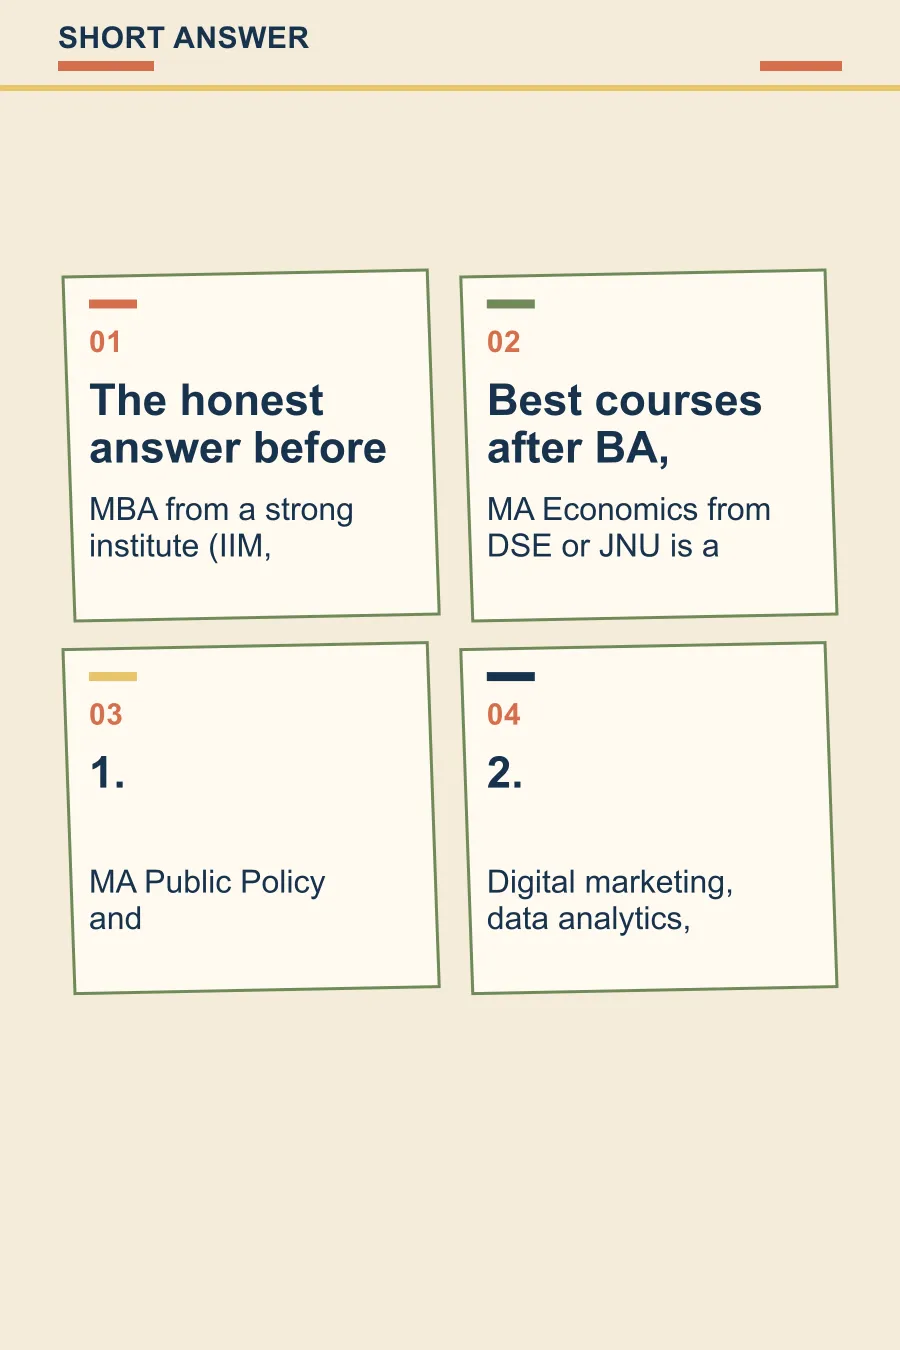 SHORT ANSWER
01
The honest
answer before
MBA from a strong
institute (IIM,
02
Best courses
after BA,
MA Economics from
DSE or JNU is a
03
1.
MA Public Policy
and
04
2.
Digital marketing,
data analytics,